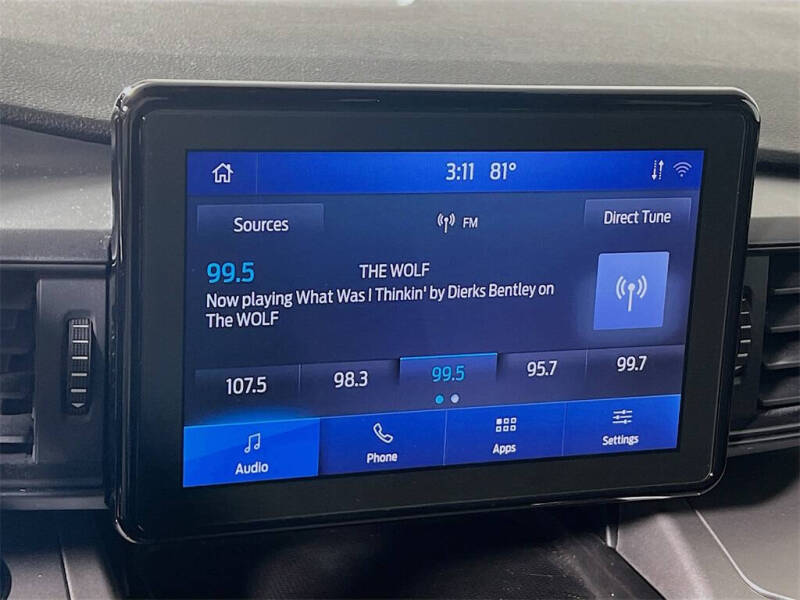 3:11 81°
Sources
FM
Direct Tune
99.5 THE WOLF
Now playing What Was I Thinkin' by Dierks Bentley on
The WOLF
107.5 98.3 99.5 95.7 99.7
Audio Phone Apps Settings